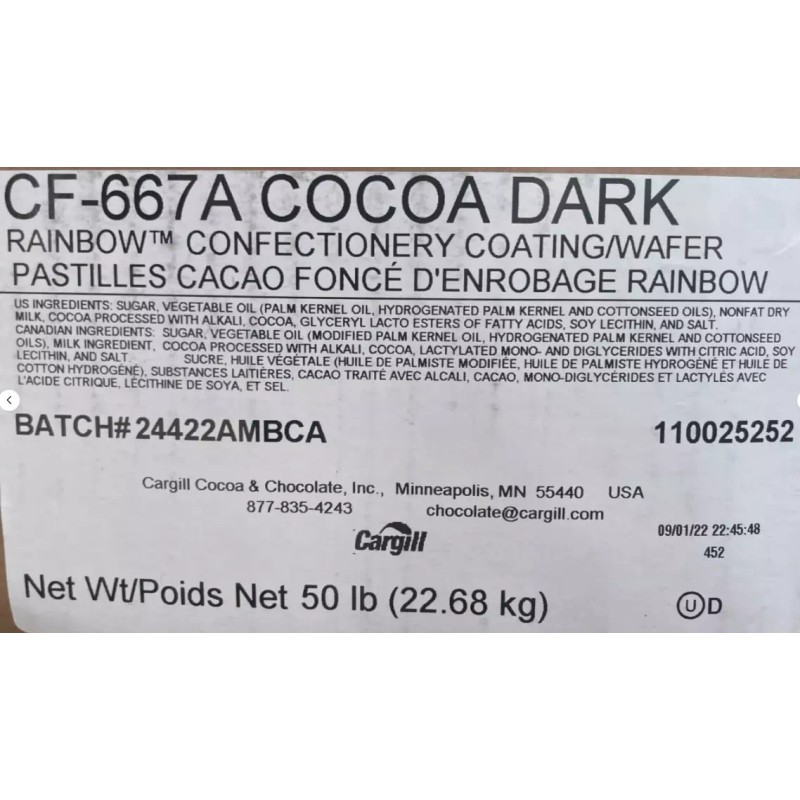 CF-667A COCOA DARK
RAINBOW™ CONFECTIONERY COATING/WAFER
PASTILLES CACAO FONCÉ D'ENROBAGE RAINBOW
US INGREDIENTS: SUGAR, VEGETABLE OIL (PALM KERNEL OIL, HYDROGENATED PALM KERNEL AND COTTONSEED OILS), NONFAT DRY
MILK, COCOA PROCESSED WITH ALKALI, COCOA, GLYCERYL LACTO ESTERS OF FATTY ACIDS, SOY LECITHIN, AND SALT.
CANADIAN INGREDIENTS: SUGAR, VEGETABLE OIL (MODIFIED PALM KERNEL OIL, HYDROGENATED PALM KERNEL AND COTTONSEED
OILS), MILK INGREDIENT, COCOA PROCESSED WITH ALKALI, COCOA, LACTYLATED MONO- AND DIGLYCERIDES WITH CITRIC ACID, SOY
LECITHIN, AND SALT. SUCRE, HUILE VÉGÉTALE (HUILE DE PALMISTE MODIFIÉE, HUILE DE PALMISTE HYDROGÉNÉ ET HUILE DE
COTTON HYDROGÉNÉ), SUBSTANCES LAITIÈRES, CACAO TRAITÉ AVEC ALCALI, CACAO, MONO-DIGLYCÉRIDES ET LACTYLÉS AVEC
L'ACIDE CITRIQUE, LÉCITHINE DE SOYA, ET SEL.
BATCH# 24422AMBCA 110025252
Cargill Cocoa & Chocolate, Inc., Minneapolis, MN 55440 USA
877-835-4243 chocolate@cargill.com
Cargill
09/01/22 22:45:48
452
Net Wt/Poids Net 50 lb (22.68 kg)
U D